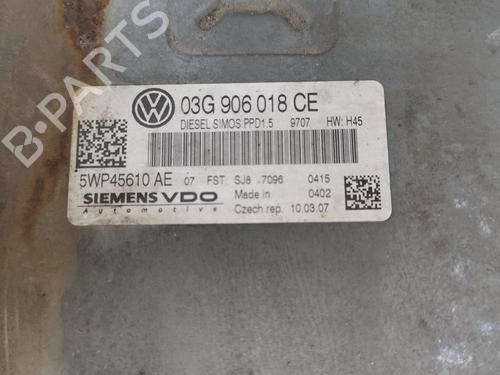 B-PARTS
03G 906 018 CE
DIESEL SIMOS PPD1.5 9707 HW: H45
5WP45610 AE 07 FST SJ8 7096 0415
SIEMENS VDO Made in 0402
Automotive Czech rep. 10.03.07